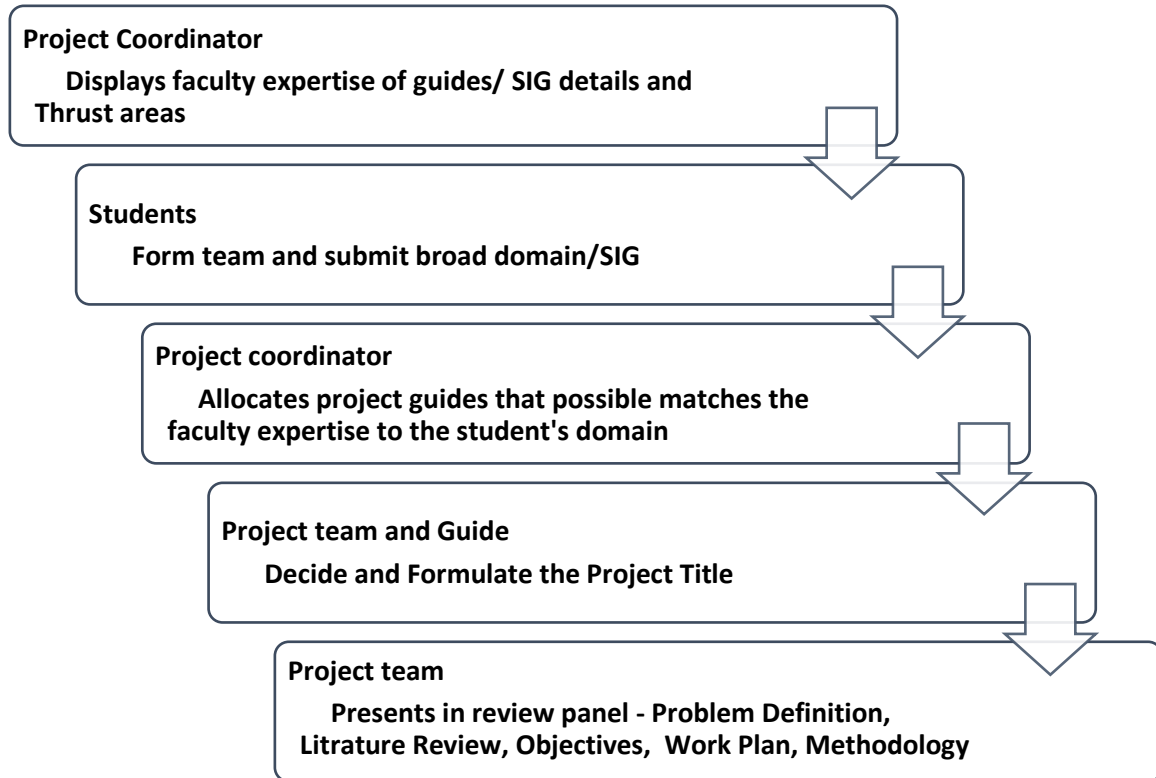 Project Coordinator
Displays faculty expertise of guides/ SIG details and
Thrust areas
Students
Form team and submit broad domain/SIG
Project coordinator
Allocates project guides that possible matches the
faculty expertise to the student's domain
Project team and Guide
Decide and Formulate the Project Title
Project team
Presents in review panel - Problem Definition,
Litrature Review, Objectives, Work Plan, Methodology